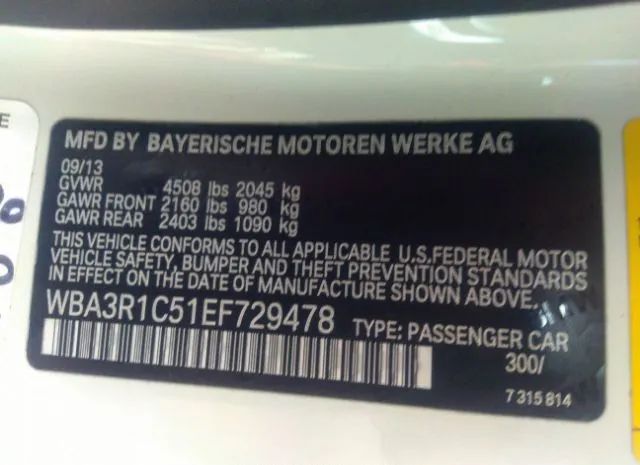 MFD BY BAYERISCHE MOTOREN WERKE AG
09/13
GVWR 4508 lbs 2045 kg
GAWR FRONT 2160 lbs 980 kg
GAWR REAR 2403 lbs 1090 kg
THIS VEHICLE CONFORMS TO ALL APPLICABLE U.S.FEDERAL MOTOR
VEHICLE SAFETY, BUMPER AND THEFT PREVENTION STANDARDS
IN EFFECT ON THE DATE OF MANUFACTURE SHOWN ABOVE.
WBA3R1C51EF729478 TYPE: PASSENGER CAR
300/
7 315 814